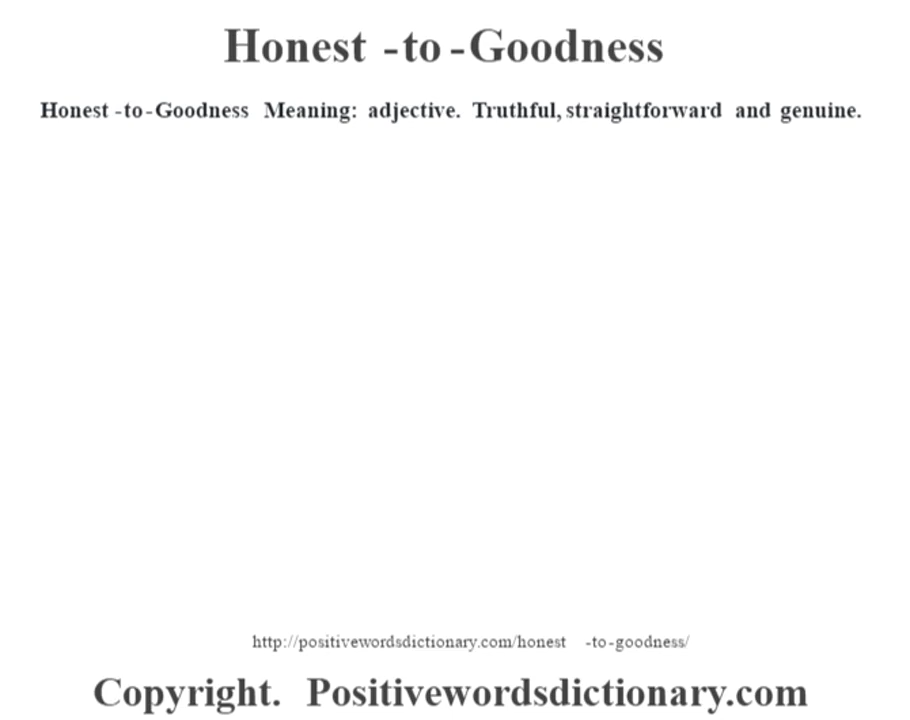 Honest -to-Goodness
Honest -to-Goodness Meaning: adjective. Truthful, straightforward and genuine.
http://positivewordsdictionary.com/honest -to-goodness/
Copyright. Positivewordsdictionary.com